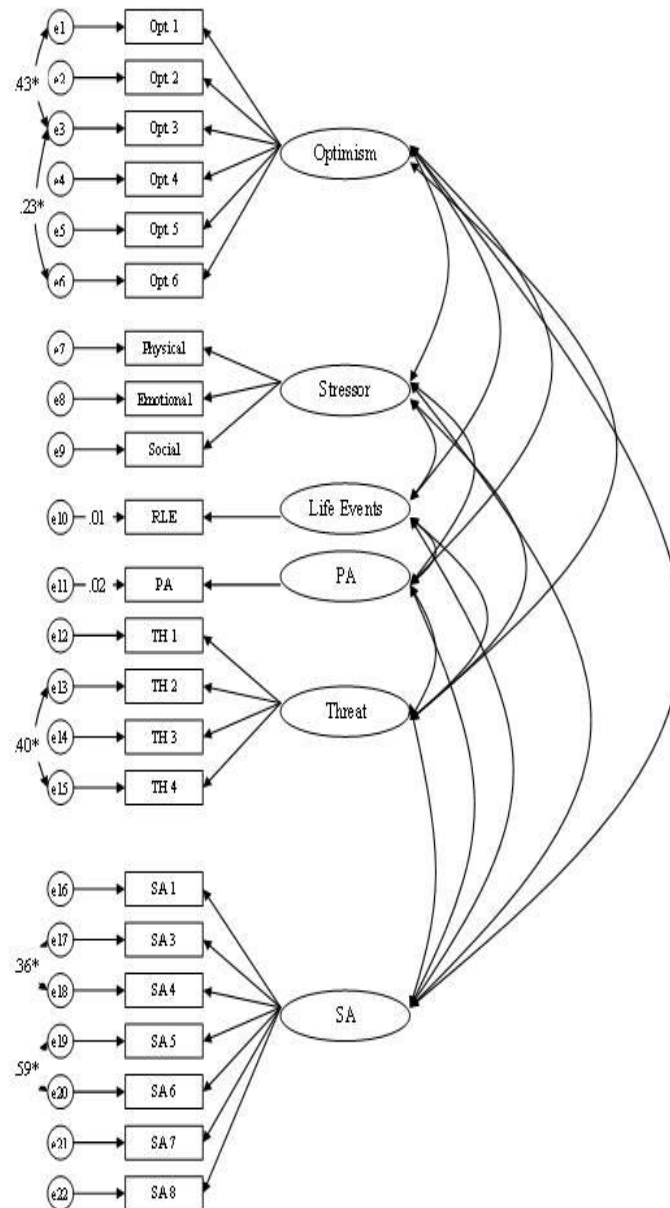 e1 Opt 1
e2 Opt 2
.43*
e3 Opt 3
Optimism
e4 Opt 4
.23*
e5 Opt 5
e6 Opt 6
e7 Physical
Stressor
e8 Emotional
e9 Social
Life Events
e10 .01 RLE
PA
e11 .02 PA
e12 TH 1
e13 TH 2
Threat
e14 TH 3
.40*
e15 TH 4
e16 SA 1
e17 SA 3
.36*
e18 SA 4
SA
e19 SA 5
.59*
e20 SA 6
e21 SA 7
e22 SA 8